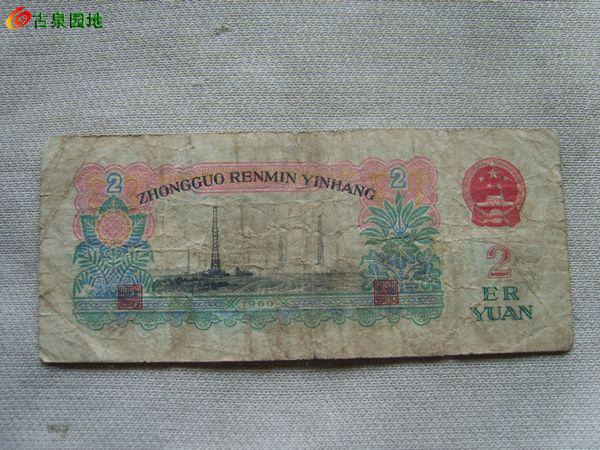 古泉园地
2
2
ZHONGGUO RENMIN YINHANG
2
ER
YUAN
1960